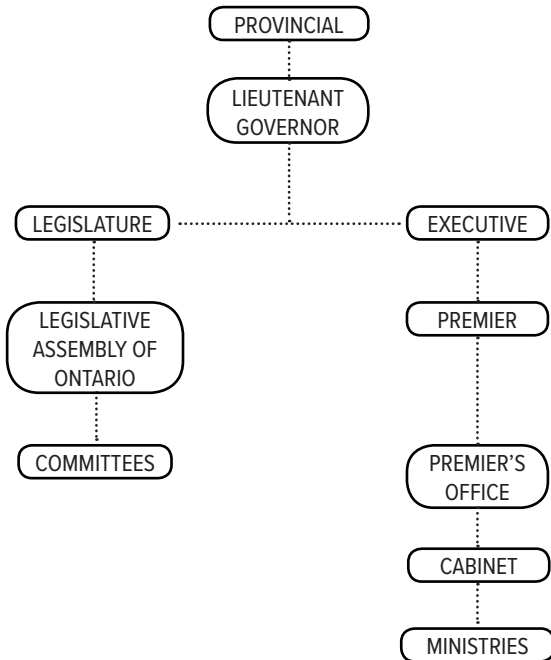 PROVINCIAL
LIEUTENANT
GOVERNOR
LEGISLATURE
EXECUTIVE
LEGISLATIVE
ASSEMBLY OF
ONTARIO
PREMIER
COMMITTEES
PREMIER'S
OFFICE
CABINET
MINISTRIES